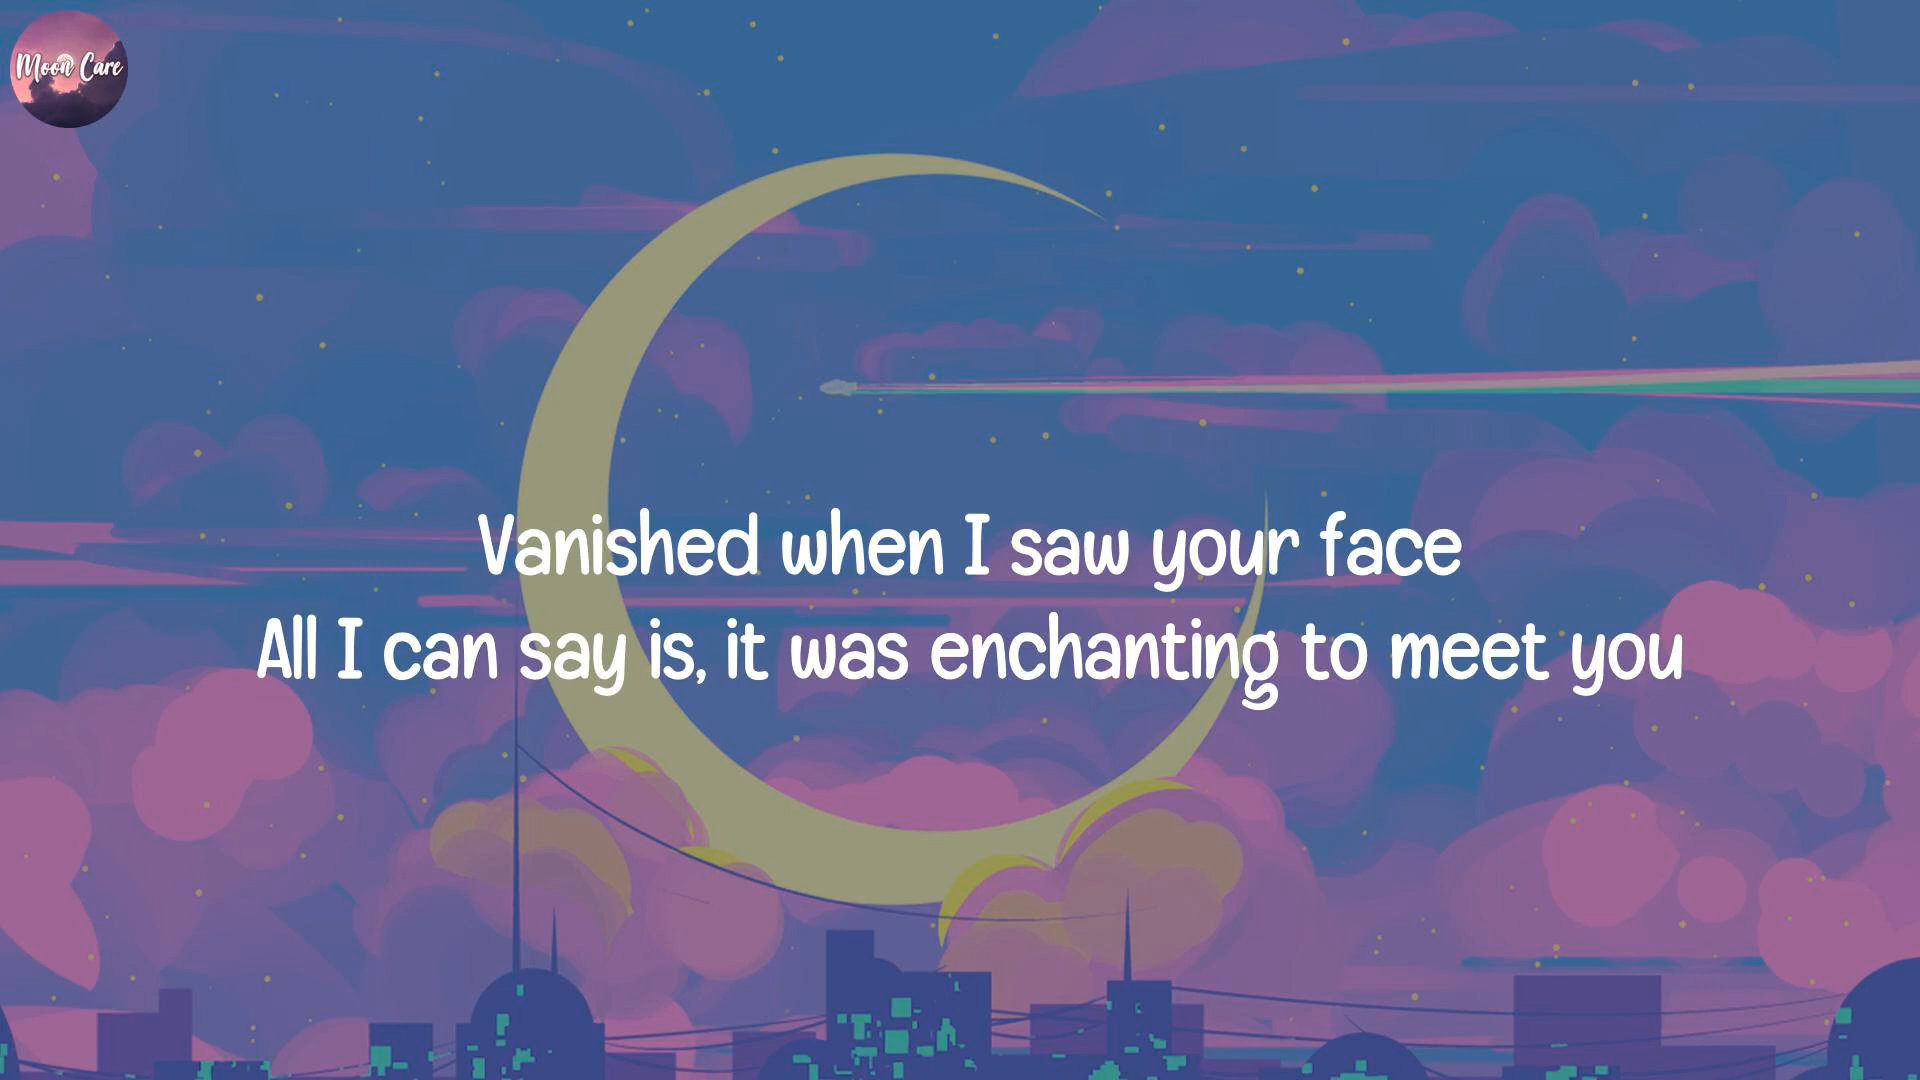 Moon Care
Vanished when I saw your face
All I can say is, it was enchanting to meet you